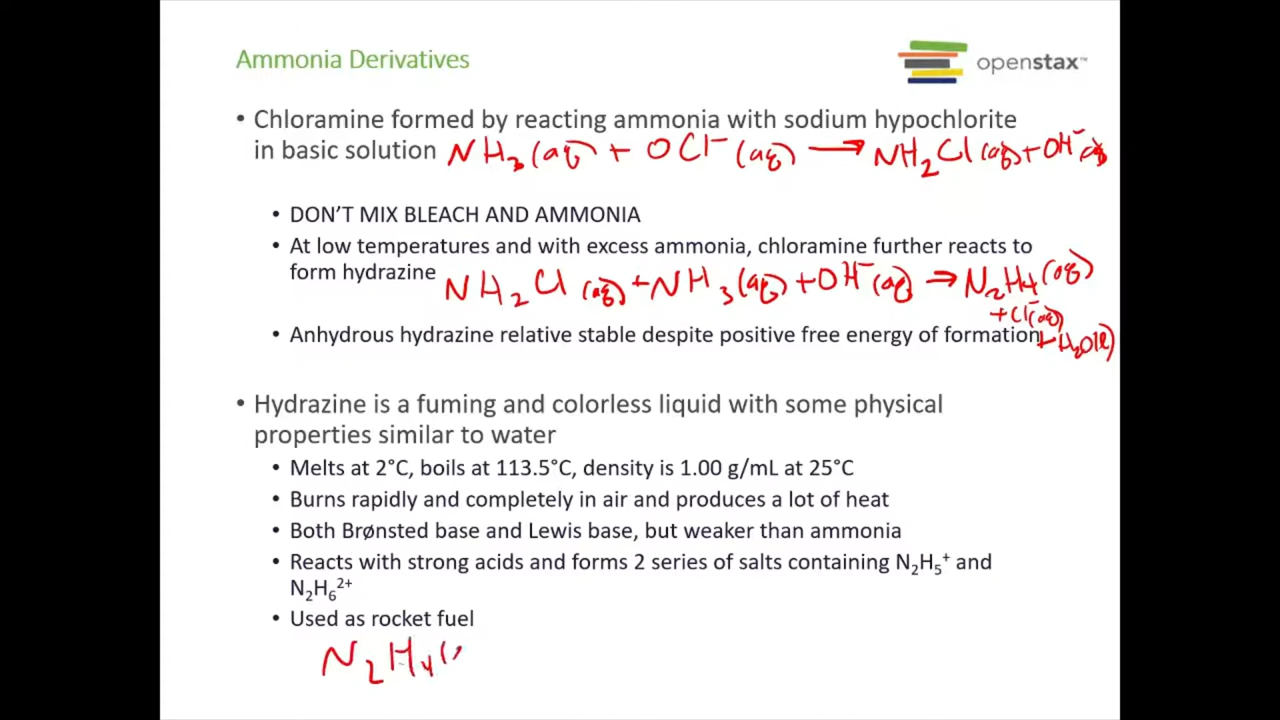 Ammonia Derivatives
openstax™
• Chloramine formed by reacting ammonia with sodium hypochlorite
in basic solution NH₃(aq) + OCl⁻(aq) → NH₂Cl(aq) + OH⁻(aq)
• DON'T MIX BLEACH AND AMMONIA
• At low temperatures and with excess ammonia, chloramine further reacts to
form hydrazine NH₂Cl(aq) + NH₃(aq) + OH⁻(aq) → N₂H₄(aq)
+ Cl⁻(aq)
• Anhydrous hydrazine relative stable despite positive free energy of formation
+ H₂O(l)
• Hydrazine is a fuming and colorless liquid with some physical
properties similar to water
• Melts at 2°C, boils at 113.5°C, density is 1.00 g/mL at 25°C
• Burns rapidly and completely in air and produces a lot of heat
• Both Brønsted base and Lewis base, but weaker than ammonia
• Reacts with strong acids and forms 2 series of salts containing N₂H₅⁺ and
N₂H₆²⁺
• Used as rocket fuel
N₂H₄(